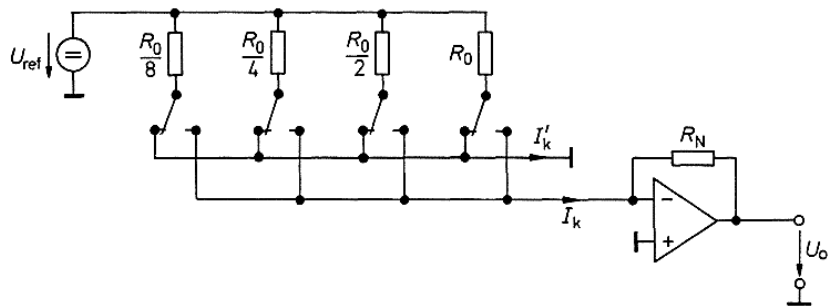 U_ref
=
R_0/8
R_0/4
R_0/2
R_0
I'_k
R_N
I_k
−
+
U_o